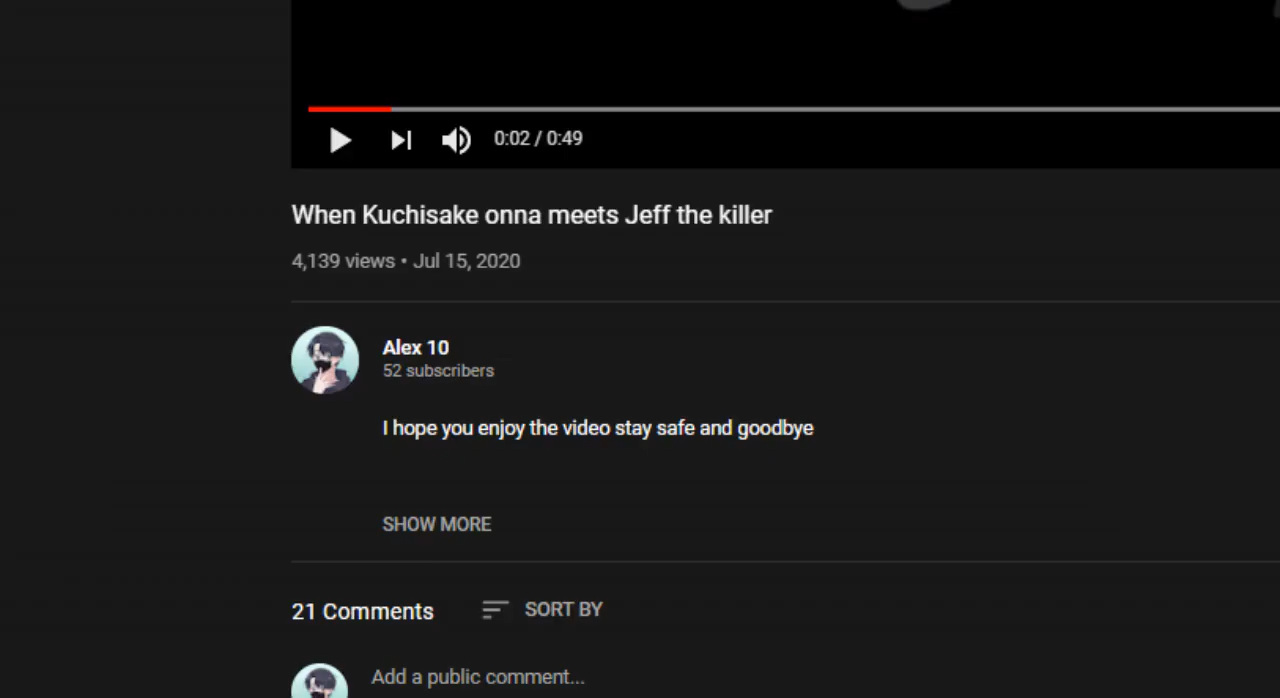 0:02 / 0:49
When Kuchisake onna meets Jeff the killer
4,139 views • Jul 15, 2020
Alex 10
52 subscribers
I hope you enjoy the video stay safe and goodbye
SHOW MORE
21 Comments SORT BY
Add a public comment...